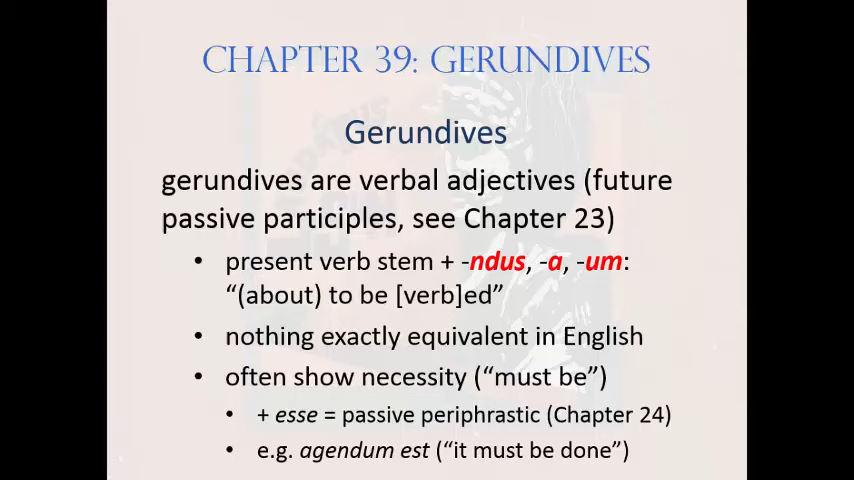 CHAPTER 39: GERUNDIVES
Gerundives
gerundives are verbal adjectives (future
passive participles, see Chapter 23)
• present verb stem + -ndus, -a, -um:
“(about) to be [verb]ed”
• nothing exactly equivalent in English
• often show necessity (“must be”)
• + esse = passive periphrastic (Chapter 24)
• e.g. agendum est (“it must be done”)